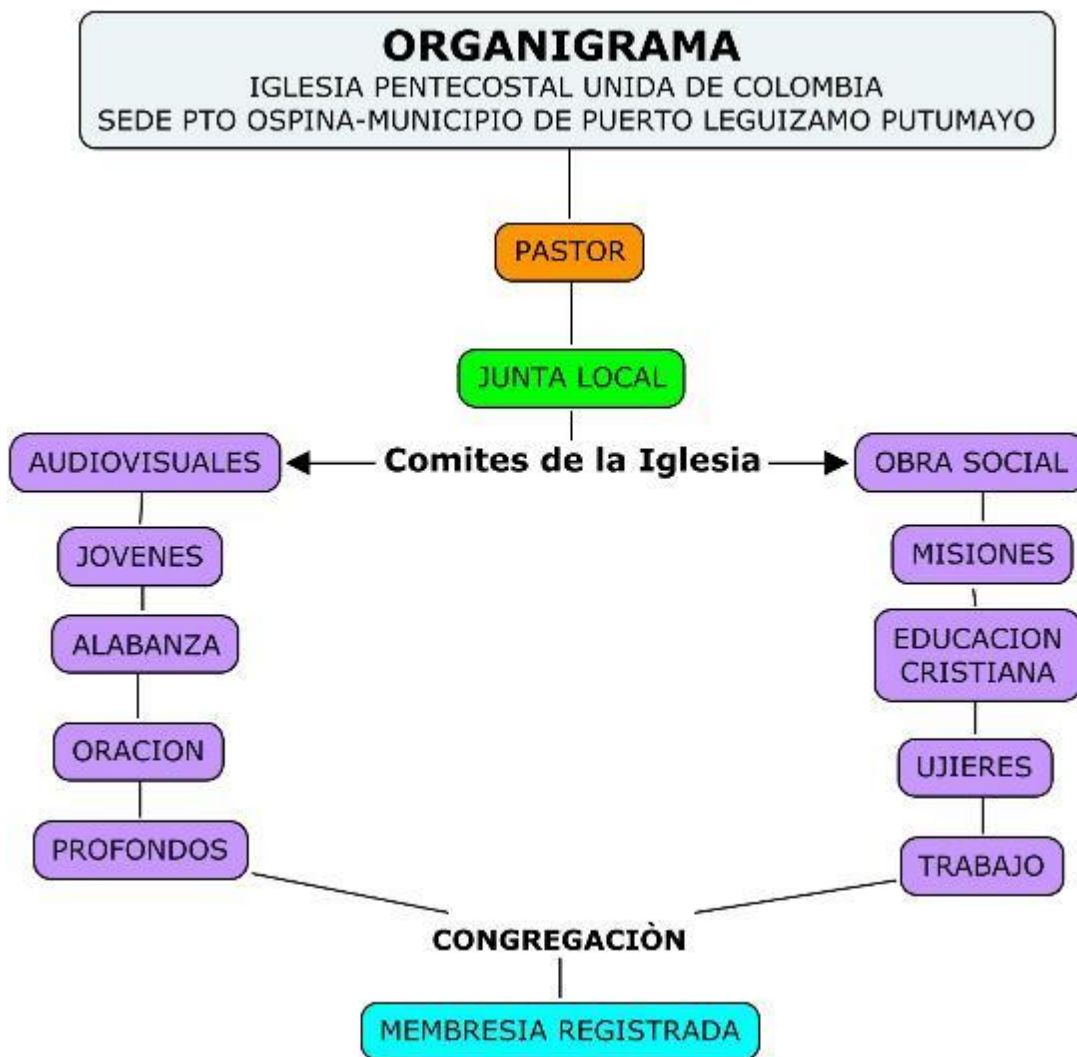 ORGANIGRAMA
IGLESIA PENTECOSTAL UNIDA DE COLOMBIA
SEDE PTO OSPINA-MUNICIPIO DE PUERTO LEGUIZAMO PUTUMAYO
PASTOR
JUNTA LOCAL
Comites de la Iglesia
AUDIOVISUALES
JOVENES
ALABANZA
ORACION
PROFONDOS
OBRA SOCIAL
MISIONES
EDUCACION
CRISTIANA
UJIERES
TRABAJO
CONGREGACIÒN
MEMBRESIA REGISTRADA